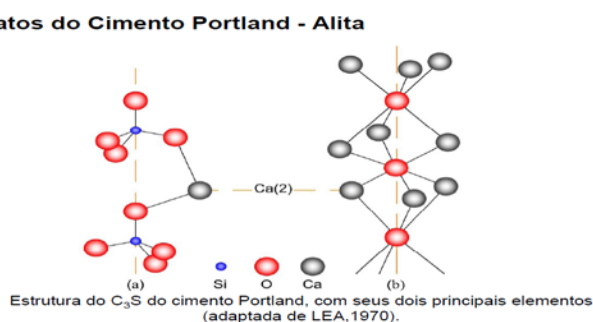 atos do Cimento Portland - Alita
Ca(2)
(a) Si O Ca (b)
Estrutura do C₃S do cimento Portland, com seus dois principais elementos
(adaptada de LEA,1970).